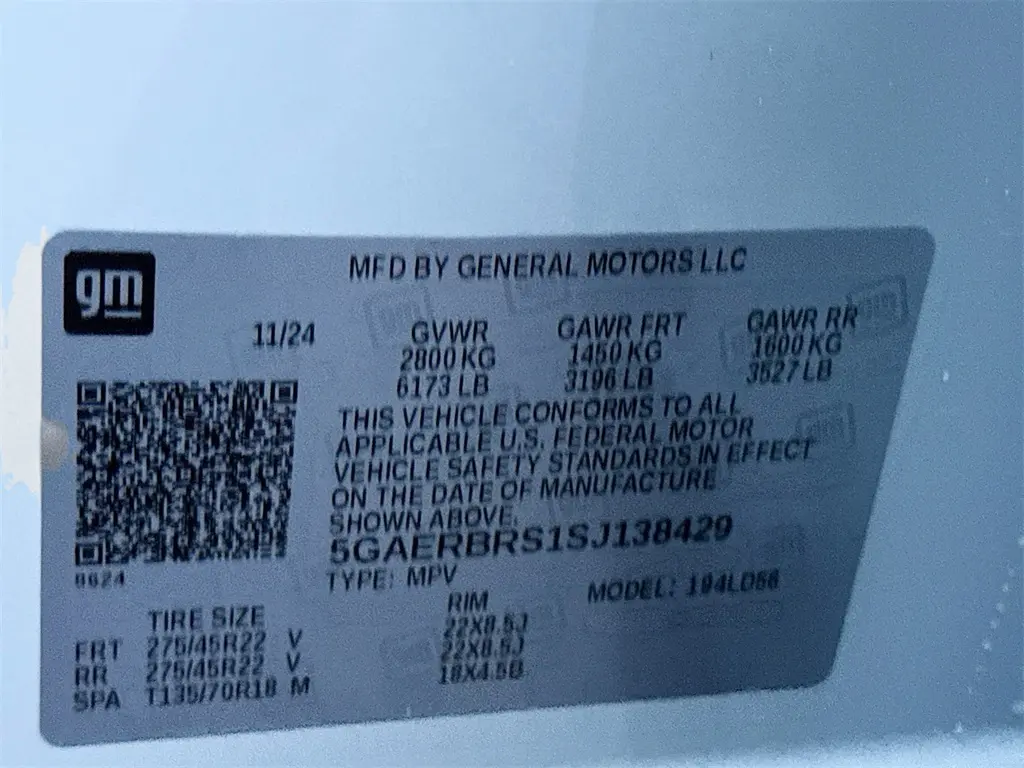 gm
MFD BY GENERAL MOTORS LLC
11/24 GVWR GAWR FRT GAWR RR
2800 KG 1450 KG 1600 KG
6173 LB 3196 LB 3527 LB
THIS VEHICLE CONFORMS TO ALL
APPLICABLE U.S. FEDERAL MOTOR
VEHICLE SAFETY STANDARDS IN EFFECT
ON THE DATE OF MANUFACTURE
SHOWN ABOVE.
5GAERBRS1SJ138429
0624
TYPE: MPV MODEL: 194LD56
TIRE SIZE RIM
FRT 275/45R22 V 22X8.5J
RR 275/45R22 V 22X8.5J
SPA T135/70R18 M 18X4.5B